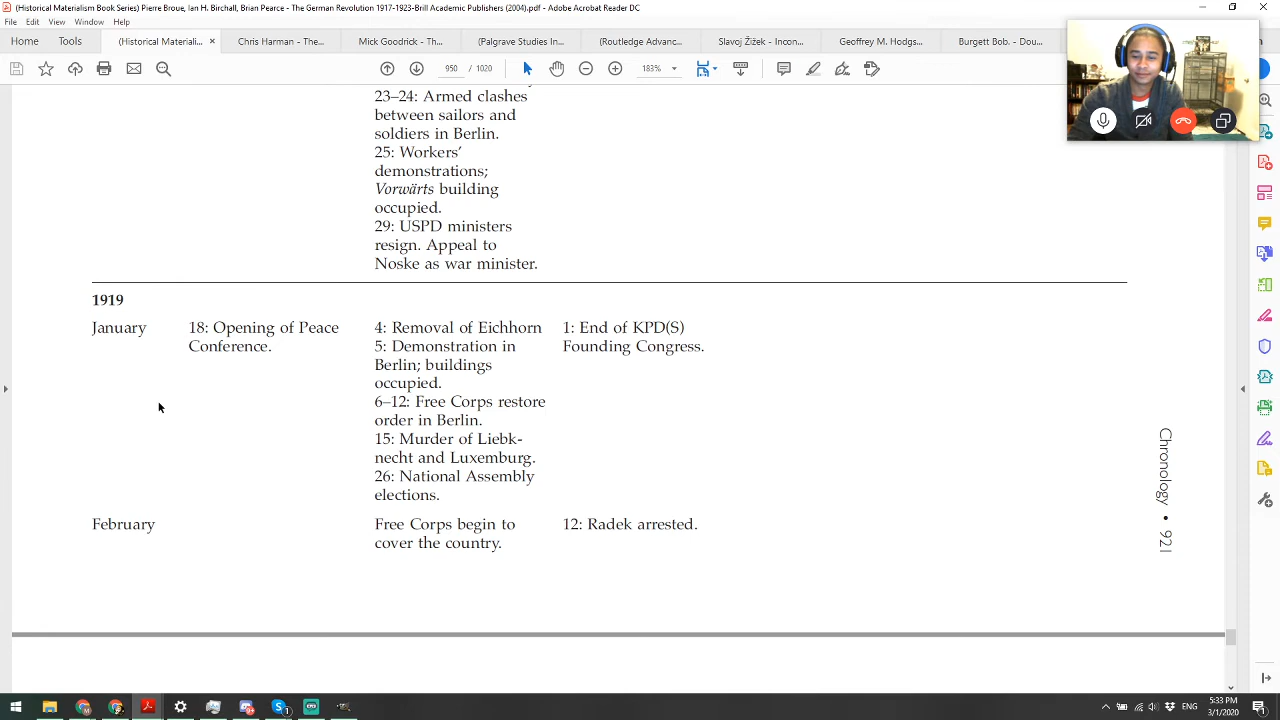 (Historical Materialism Book Series) Pierre Broue, Ian H. Birchall, Brian Pearce - The German Revolution 1917-1923-Brill Academic Publishers (2004).pdf - Adobe Acrobat Reader DC
File Edit View Window Help
Home Tools (Historical Materiali... × Chris Harman - The... Mick Goodrick - Th... For-Studies In... (Routledge Advanc... Slavoj Žižek - Incon... Geoffrey M. Hodgs... Burgett Bob. - Dou...
950 / 1020 183%
23–24: Armed clashes
between sailors and
soldiers in Berlin.
25: Workers'
demonstrations;
Vorwärts building
occupied.
29: USPD ministers
resign. Appeal to
Noske as war minister.
1919
January 18: Opening of Peace 4: Removal of Eichhorn 1: End of KPD(S)
Conference. 5: Demonstration in Founding Congress.
Berlin; buildings
occupied.
6–12: Free Corps restore
order in Berlin.
15: Murder of Liebk-
necht and Luxemburg.
26: National Assembly
elections.
February Free Corps begin to 12: Radek arrested.
cover the country.
Chronology • 921
ENG 5:33 PM
3/1/2020